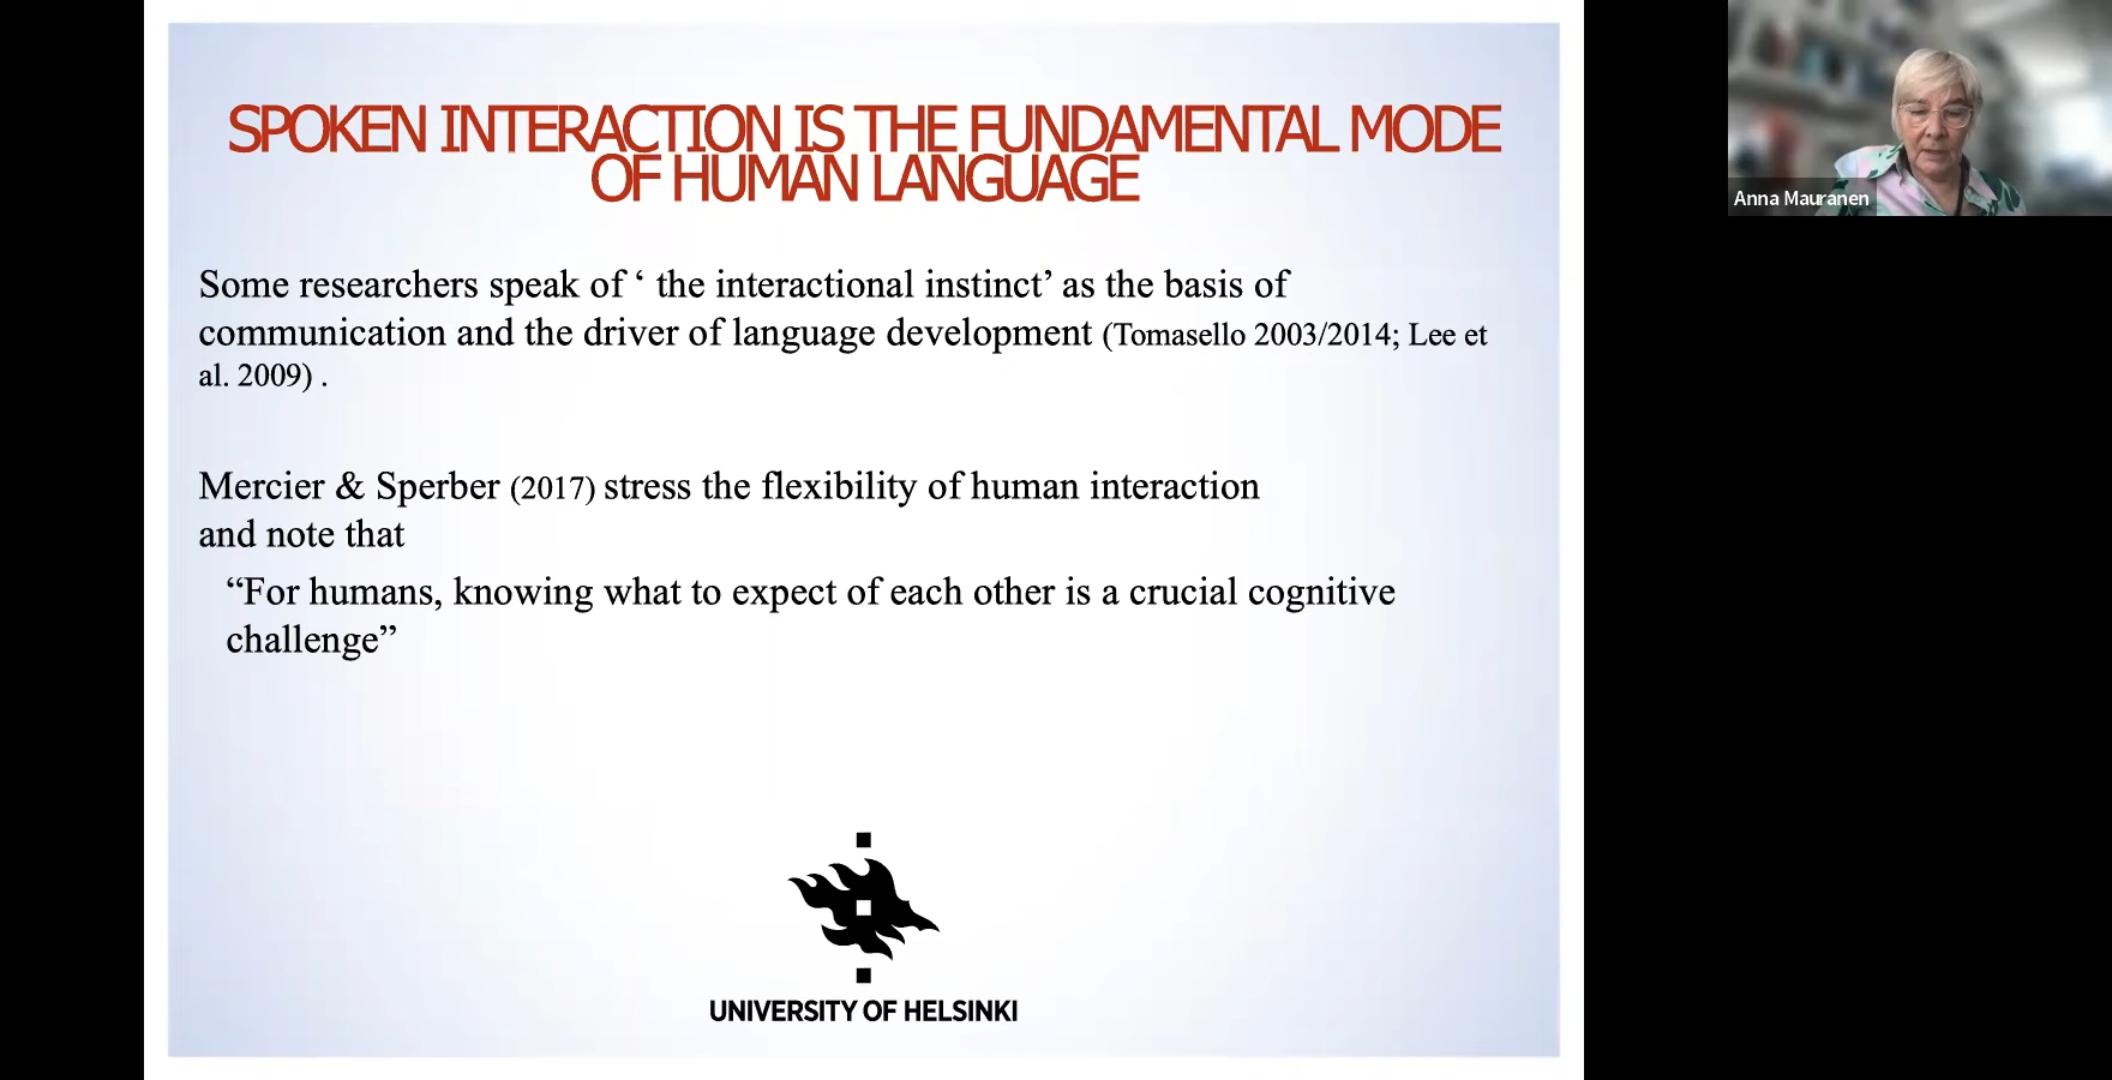 SPOKEN INTERACTION IS THE FUNDAMENTAL MODE
OF HUMAN LANGUAGE
Some researchers speak of ‘ the interactional instinct’ as the basis of
communication and the driver of language development (Tomasello 2003/2014; Lee et
al. 2009) .
Mercier & Sperber (2017) stress the flexibility of human interaction
and note that
“For humans, knowing what to expect of each other is a crucial cognitive
challenge”
UNIVERSITY OF HELSINKI
Anna Mauranen